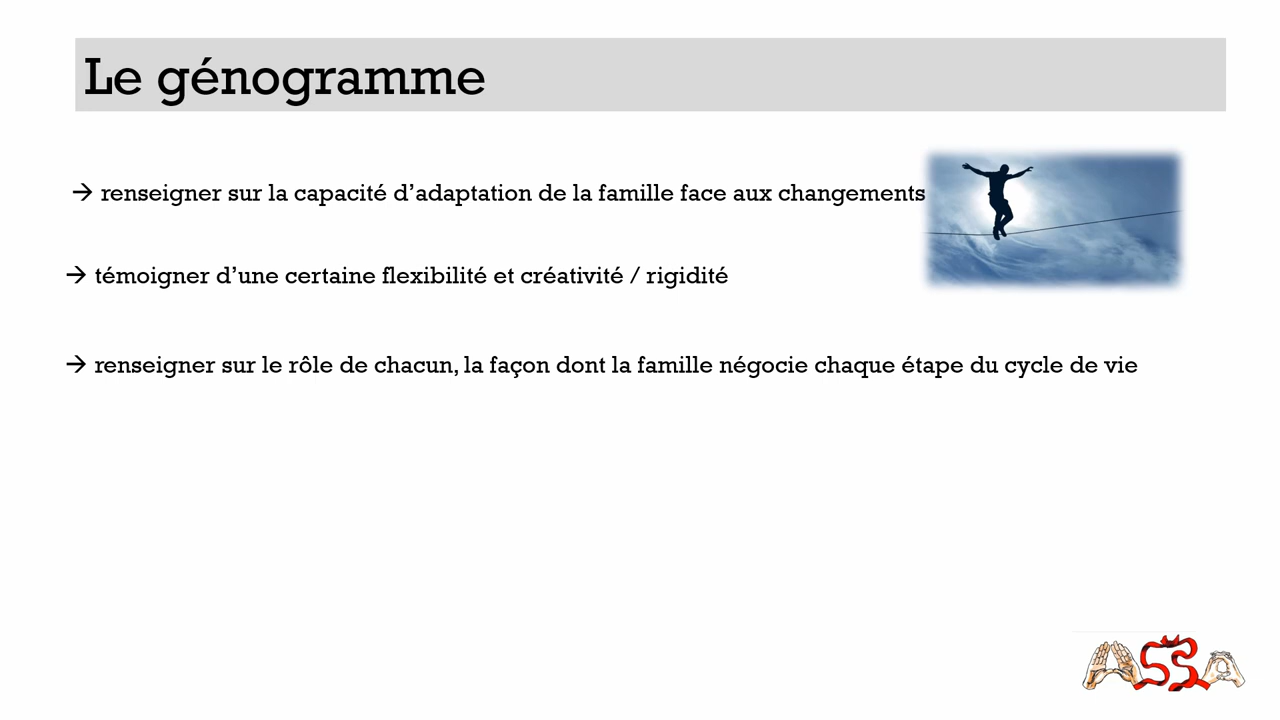 Le génogramme
→ renseigner sur la capacité d’adaptation de la famille face aux changements
→ témoigner d’une certaine flexibilité et créativité / rigidité
→ renseigner sur le rôle de chacun, la façon dont la famille négocie chaque étape du cycle de vie